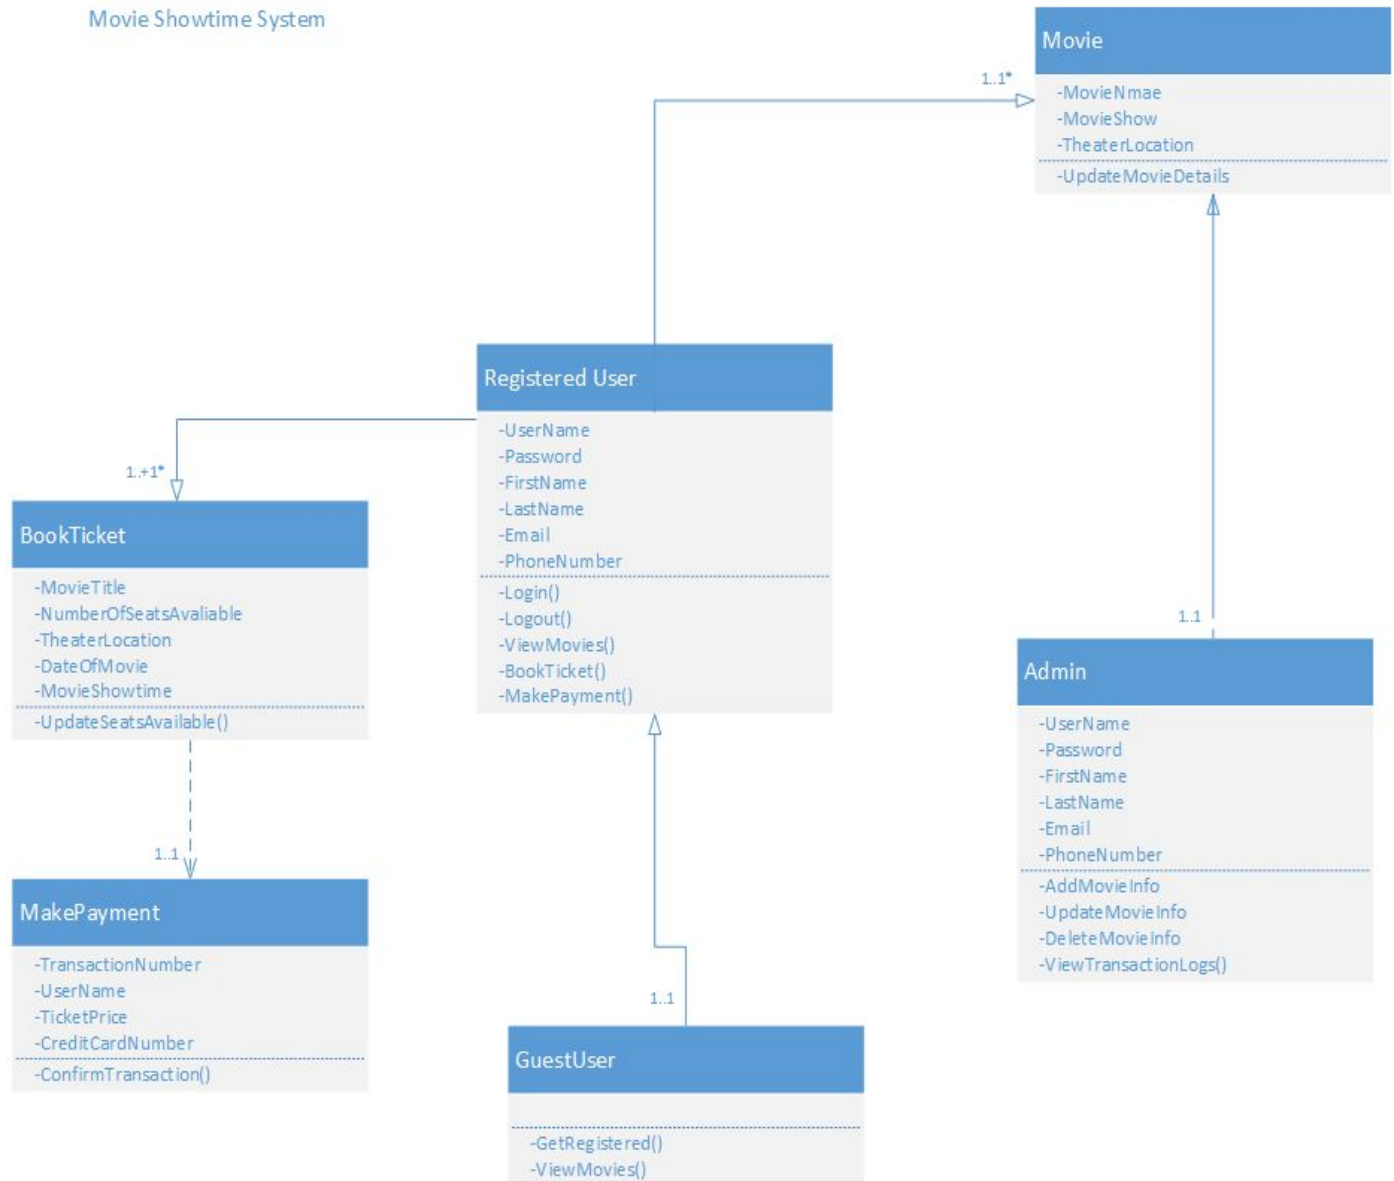 Movie Showtime System
Movie
-MovieNmae
-MovieShow
-TheaterLocation
-UpdateMovieDetails
1..1*
Registered User
-UserName
-Password
-FirstName
-LastName
-Email
-PhoneNumber
-Login()
-Logout()
-ViewMovies()
-BookTicket()
-MakePayment()
1..+1*
BookTicket
-MovieTitle
-NumberOfSeatsAvaliable
-TheaterLocation
-DateOfMovie
-MovieShowtime
-UpdateSeatsAvailable()
1..1
Admin
-UserName
-Password
-FirstName
-LastName
-Email
-PhoneNumber
-AddMovieInfo
-UpdateMovieInfo
-DeleteMovieInfo
-ViewTransactionLogs()
1..1
MakePayment
-TransactionNumber
-UserName
-TicketPrice
-CreditCardNumber
-ConfirmTransaction()
1..1
GuestUser
-GetRegistered()
-ViewMovies()